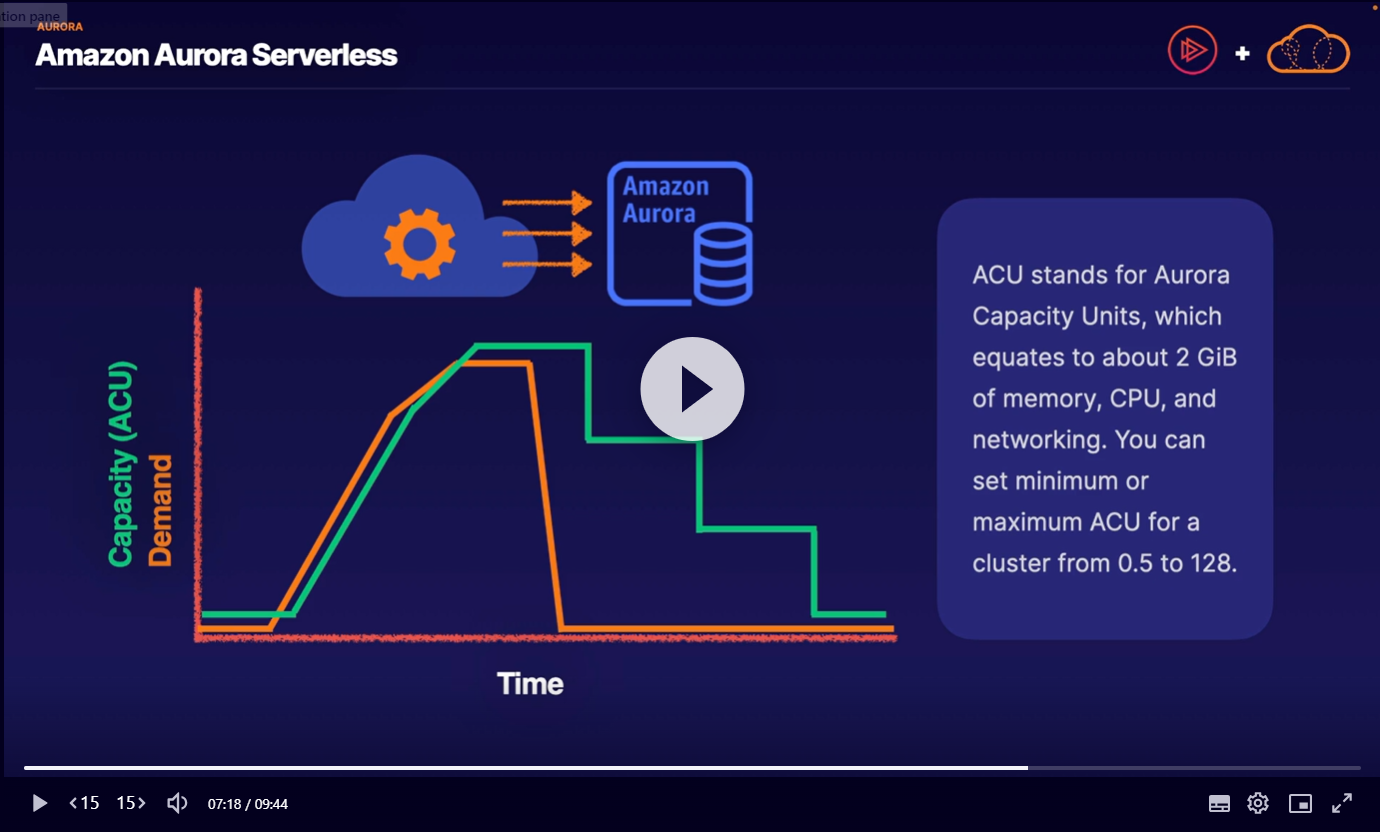 tion pane
AURORA
Amazon Aurora Serverless
Amazon
Aurora
Capacity (ACU)
Demand
Time
ACU stands for Aurora
Capacity Units, which
equates to about 2 GiB
of memory, CPU, and
networking. You can
set minimum or
maximum ACU for a
cluster from 0.5 to 128.
15 15
07:18 / 09:44